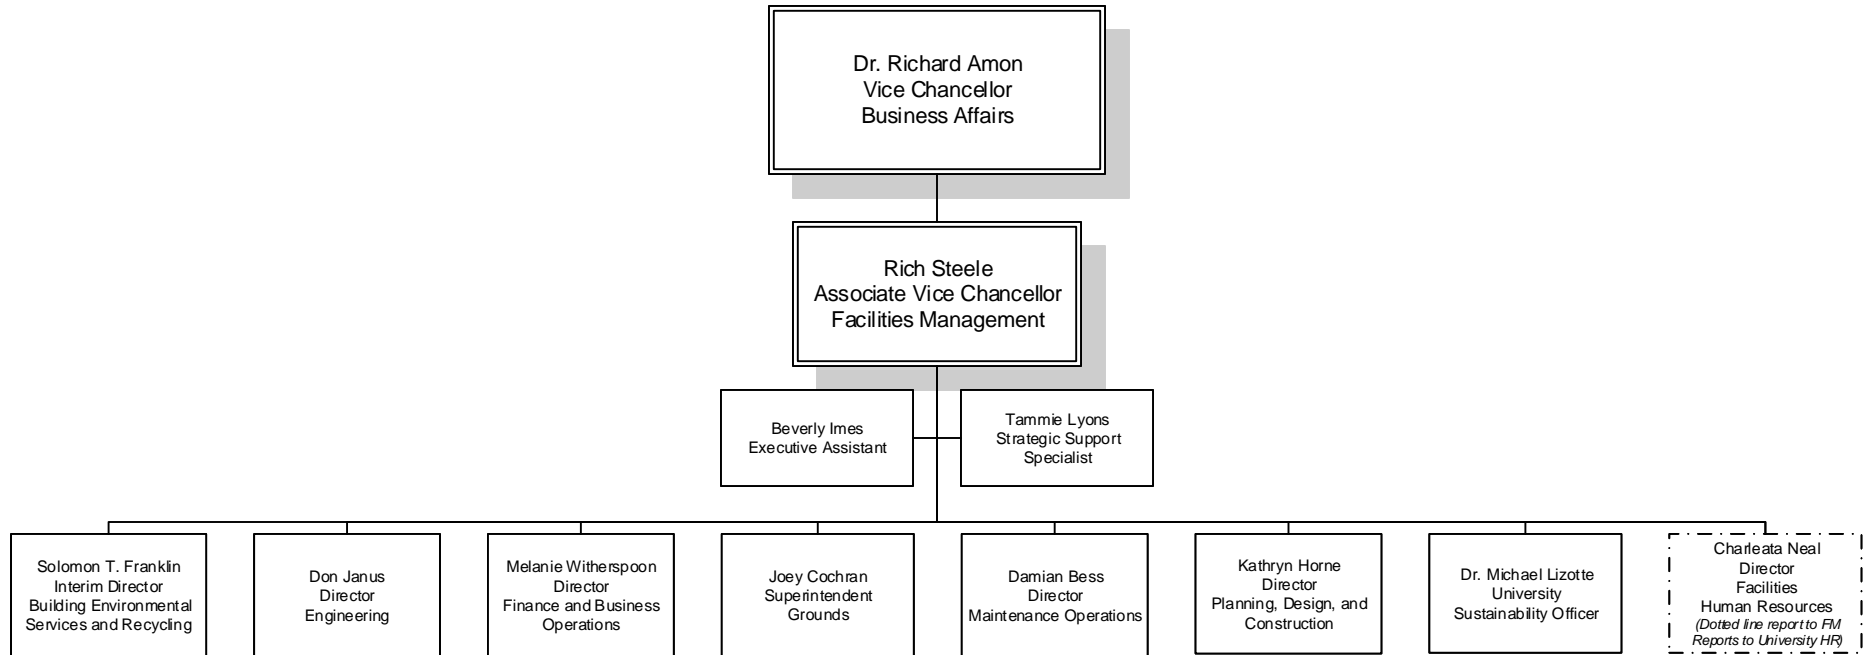 Dr. Richard Amon
Vice Chancellor
Business Affairs
Rich Steele
Associate Vice Chancellor
Facilities Management
Beverly Imes
Executive Assistant
Tammie Lyons
Strategic Support
Specialist
Solomon T. Franklin
Interim Director
Building Environmental
Services and Recycling
Don Janus
Director
Engineering
Melanie Witherspoon
Director
Finance and Business
Operations
Joey Cochran
Superintendent
Grounds
Damian Bess
Director
Maintenance Operations
Kathryn Horne
Director
Planning, Design, and
Construction
Dr. Michael Lizotte
University
Sustainability Officer
Charleata Neal
Director
Facilities
Human Resources
(Dotted line report to FM
Reports to University HR)